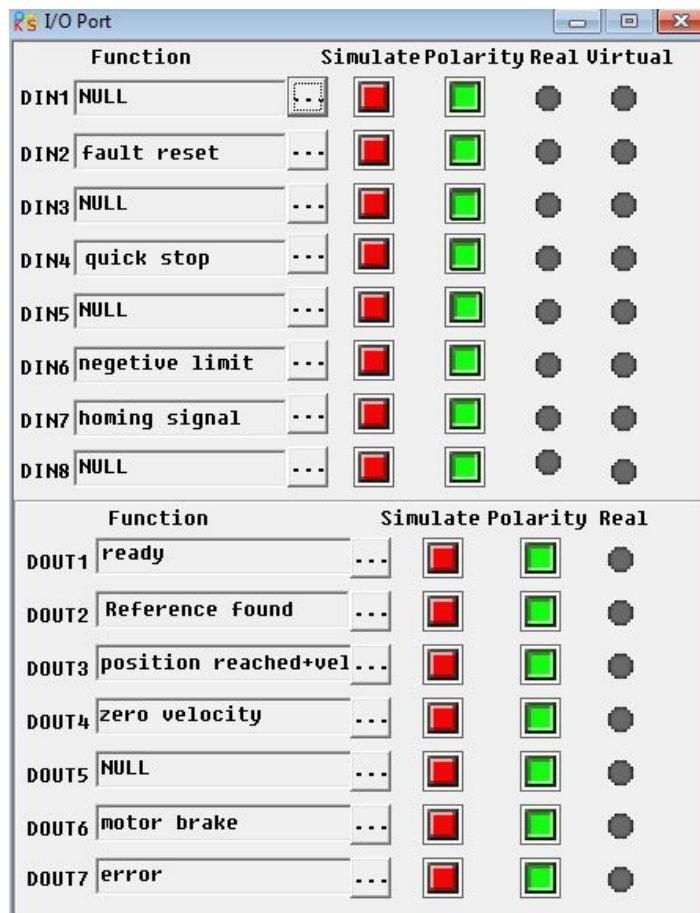 I/O Port
Function Simulate Polarity Real Virtual
DIN1 NULL ...
DIN2 fault reset ...
DIN3 NULL ...
DIN4 quick stop ...
DIN5 NULL ...
DIN6 negetive limit ...
DIN7 homing signal ...
DIN8 NULL ...
Function Simulate Polarity Real
DOUT1 ready ...
DOUT2 Reference found ...
DOUT3 position reached+vel ...
DOUT4 zero velocity ...
DOUT5 NULL ...
DOUT6 motor brake ...
DOUT7 error ...